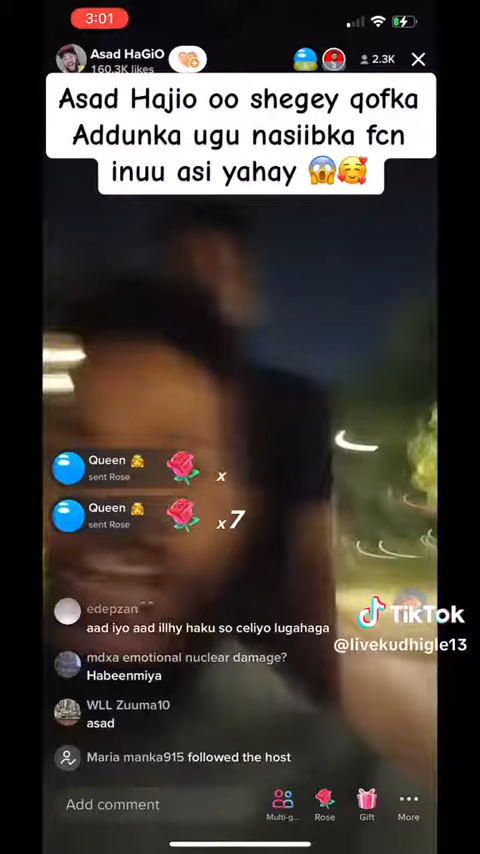 3:01
Asad HaGiO
160.3K likes
2.3K
Asad Hajio oo shegey qofka
Addunka ugu nasiibka fcn
inuu asi yahay 😱🥰
Queen 👸
sent Rose
x
Queen 👸
sent Rose
x7
edepzan
aad iyo aad illhy haku so celiyo lugahaga
TikTok
@livekudhigle13
mdxa emotional nuclear damage?
Habeenmiya
WLL Zuuma10
asad
Maria manka915 followed the host
Add comment
Multi-g...
Rose
Gift
More